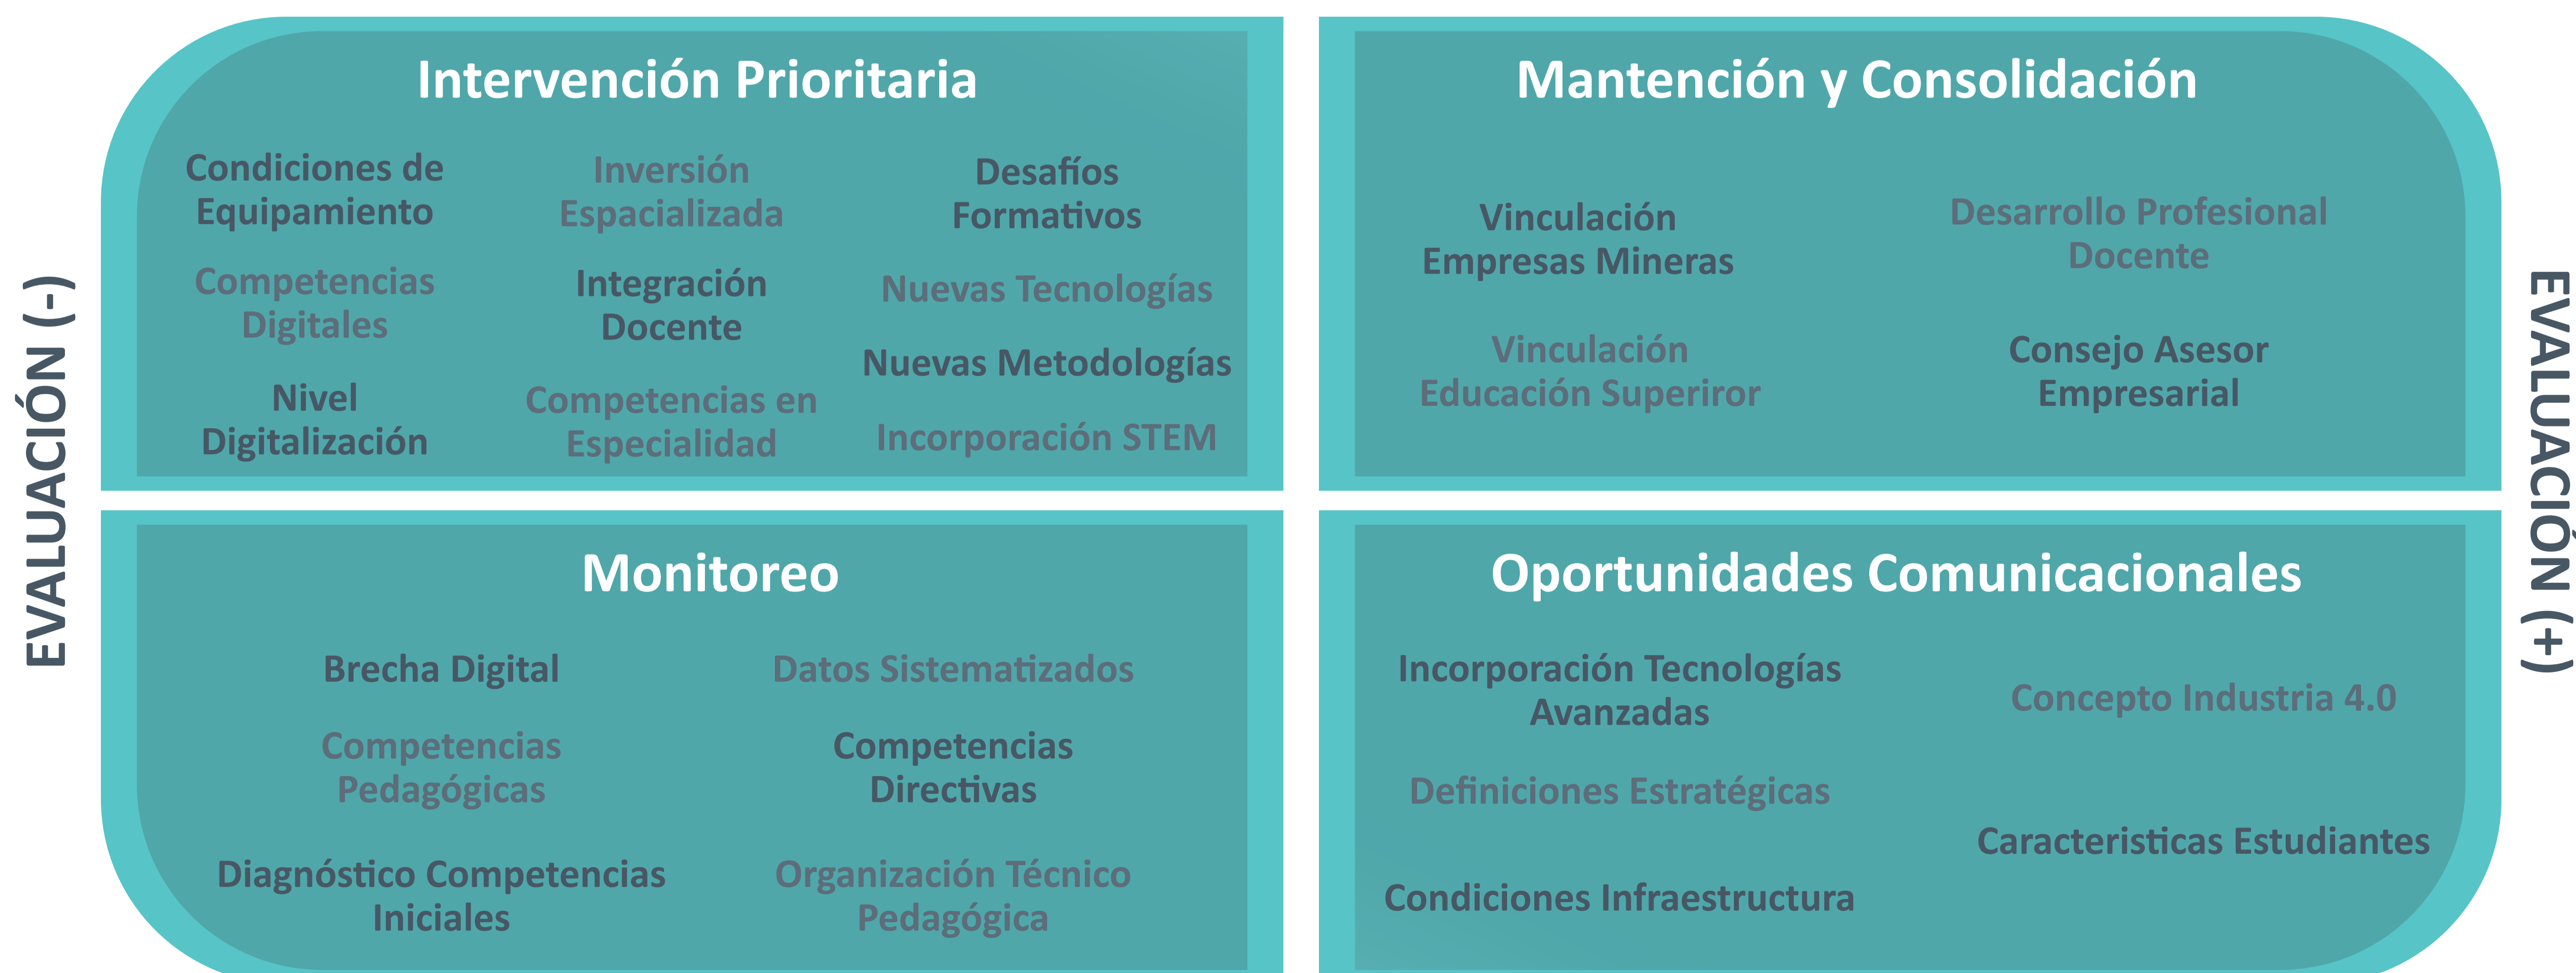 EVALUACIÓN (-)
Intervención Prioritaria
Condiciones de
Equipamiento
Competencias
Digitales
Nivel
Digitalización
Inversión
Espacializada
Integración
Docente
Competencias en
Especialidad
Desafíos
Formativos
Nuevas Tecnologías
Nuevas Metodologías
Incorporación STEM
Mantención y Consolidación
Vinculación
Empresas Mineras
Vinculación
Educación Superiror
Desarrollo Profesional
Docente
Consejo Asesor
Empresarial
Monitoreo
Brecha Digital
Competencias
Pedagógicas
Diagnóstico Competencias
Iniciales
Datos Sistematizados
Competencias
Directivas
Organización Técnico
Pedagógica
Oportunidades Comunicacionales
Incorporación Tecnologías
Avanzadas
Definiciones Estratégicas
Condiciones Infraestructura
Concepto Industria 4.0
Caracteristicas Estudiantes
EVALUACIÓN (+)